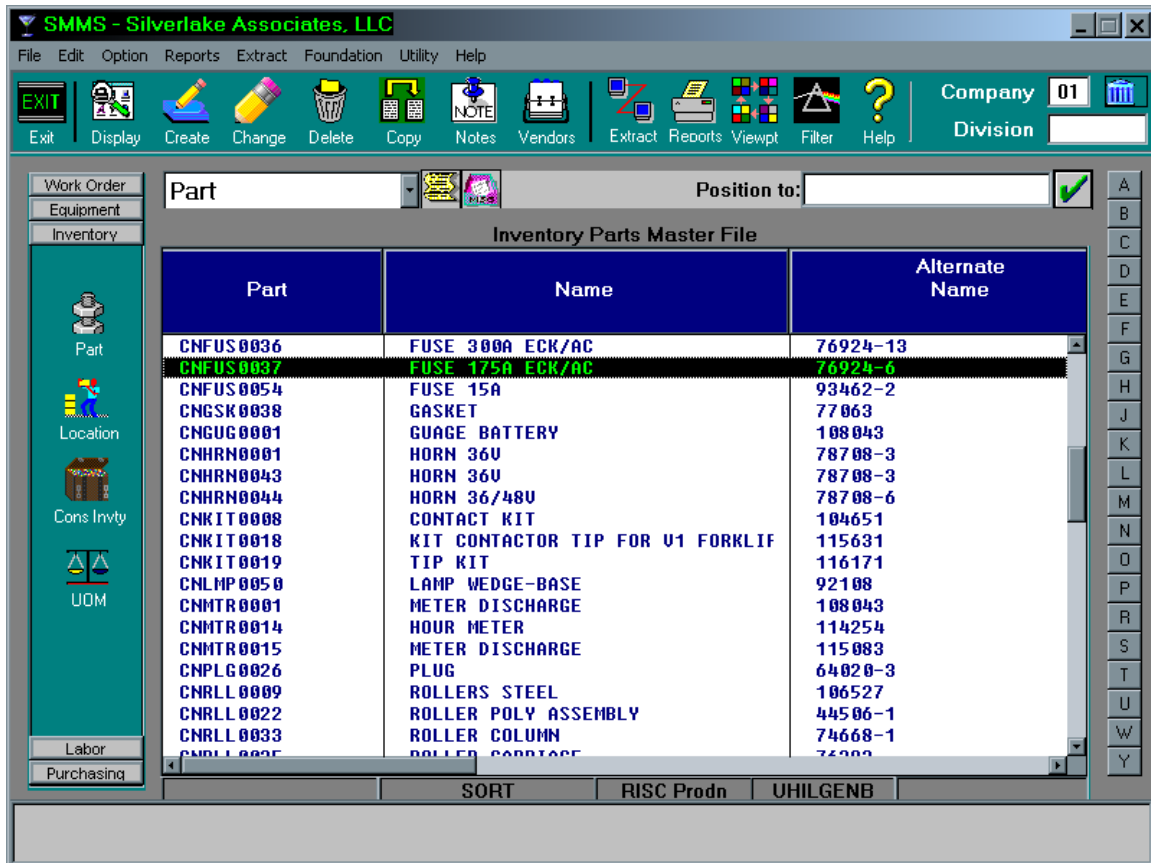 SMMS - Silverlake Associates, LLC
File Edit Option Reports Extract Foundation Utility Help
EXIT
Exit Display Create Change Delete Copy NOTE Notes Vendors Extract Reports Viewpt Filter Help
Company 01
Division
Work Order
Equipment
Inventory
Part
Location
Cons Invty
UOM
Labor
Purchasing
Part MSG Position to:
Inventory Parts Master File
Part Name Alternate Name
CNFUS0036 FUSE 300A ECK/AC 76924-13
CNFUS0037 FUSE 175A ECK/AC 76924-6
CNFUS0054 FUSE 15A 93462-2
CNGSK0038 GASKET 77063
CNGUG0001 GUAGE BATTERY 108043
CNHRN0001 HORN 36V 78708-3
CNHRN0043 HORN 36V 78708-3
CNHRN0044 HORN 36/48V 78708-6
CNKIT0008 CONTACT KIT 104651
CNKIT0018 KIT CONTACTOR TIP FOR V1 FORKLIF 115631
CNKIT0019 TIP KIT 116171
CNLMP0050 LAMP WEDGE-BASE 92108
CNMTR0001 METER DISCHARGE 108043
CNMTR0014 HOUR METER 114254
CNMTR0015 METER DISCHARGE 115083
CNPLG0026 PLUG 64020-3
CNRLL0009 ROLLERS STEEL 106527
CNRLL0022 ROLLER POLY ASSEMBLY 44506-1
CNRLL0033 ROLLER COLUMN 74668-1
ROLLER CARRIAGE
SORT RISC Prodn UHILGENB
A
B
C
D
E
F
G
H
J
K
L
M
N
O
P
R
S
T
U
W
Y